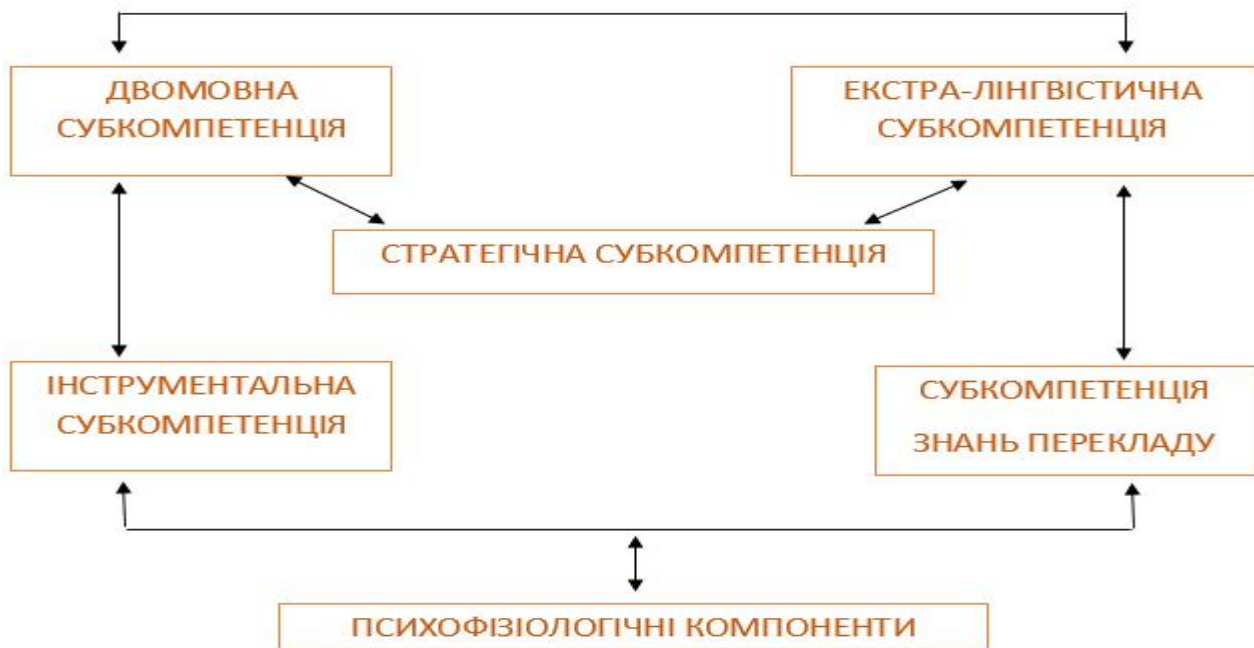 ДВОМОВНА
СУБКОМПЕТЕНЦІЯ
ЕКСТРА-ЛІНГВІСТИЧНА
СУБКОМПЕТЕНЦІЯ
СТРАТЕГІЧНА СУБКОМПЕТЕНЦІЯ
ІНСТРУМЕНТАЛЬНА
СУБКОМПЕТЕНЦІЯ
СУБКОМПЕТЕНЦІЯ
ЗНАНЬ ПЕРЕКЛАДУ
ПСИХОФІЗІОЛОГІЧНІ КОМПОНЕНТИ